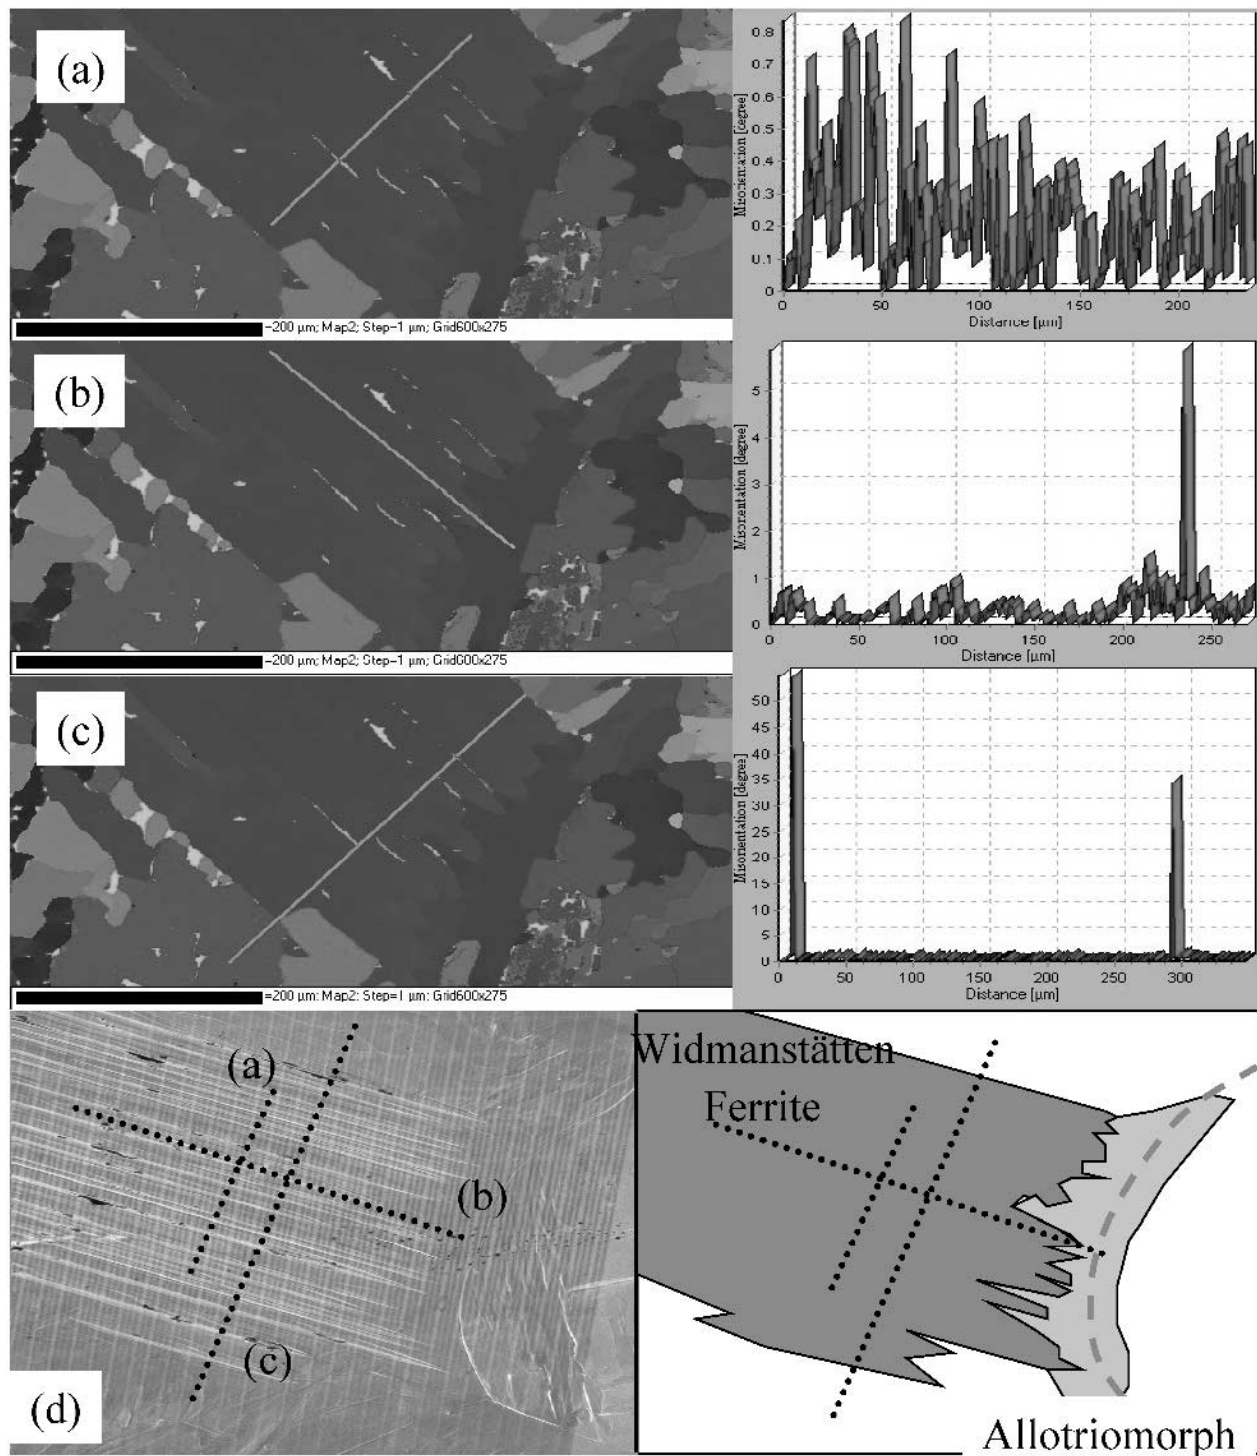 (a)
=200 µm; Map2; Step=1 µm; Grid600x275
0.8
0.7
0.6
0.5
0.4
0.3
0.2
0.1
0
Misorientation [degree]
0 50 100 150 200
Distance [µm]
(b)
=200 µm; Map2; Step=1 µm; Grid600x275
5
4
3
2
1
0
Misorientation [degree]
0 50 100 150 200 250
Distance [µm]
(c)
=200 µm; Map2; Step=1 µm; Grid600x275
50
45
40
35
30
25
20
15
10
5
0
Misorientation [degree]
0 50 100 150 200 250 300
Distance [µm]
(a)
(b)
(c)
(d)
Widmanstätten
Ferrite
Allotriomorph